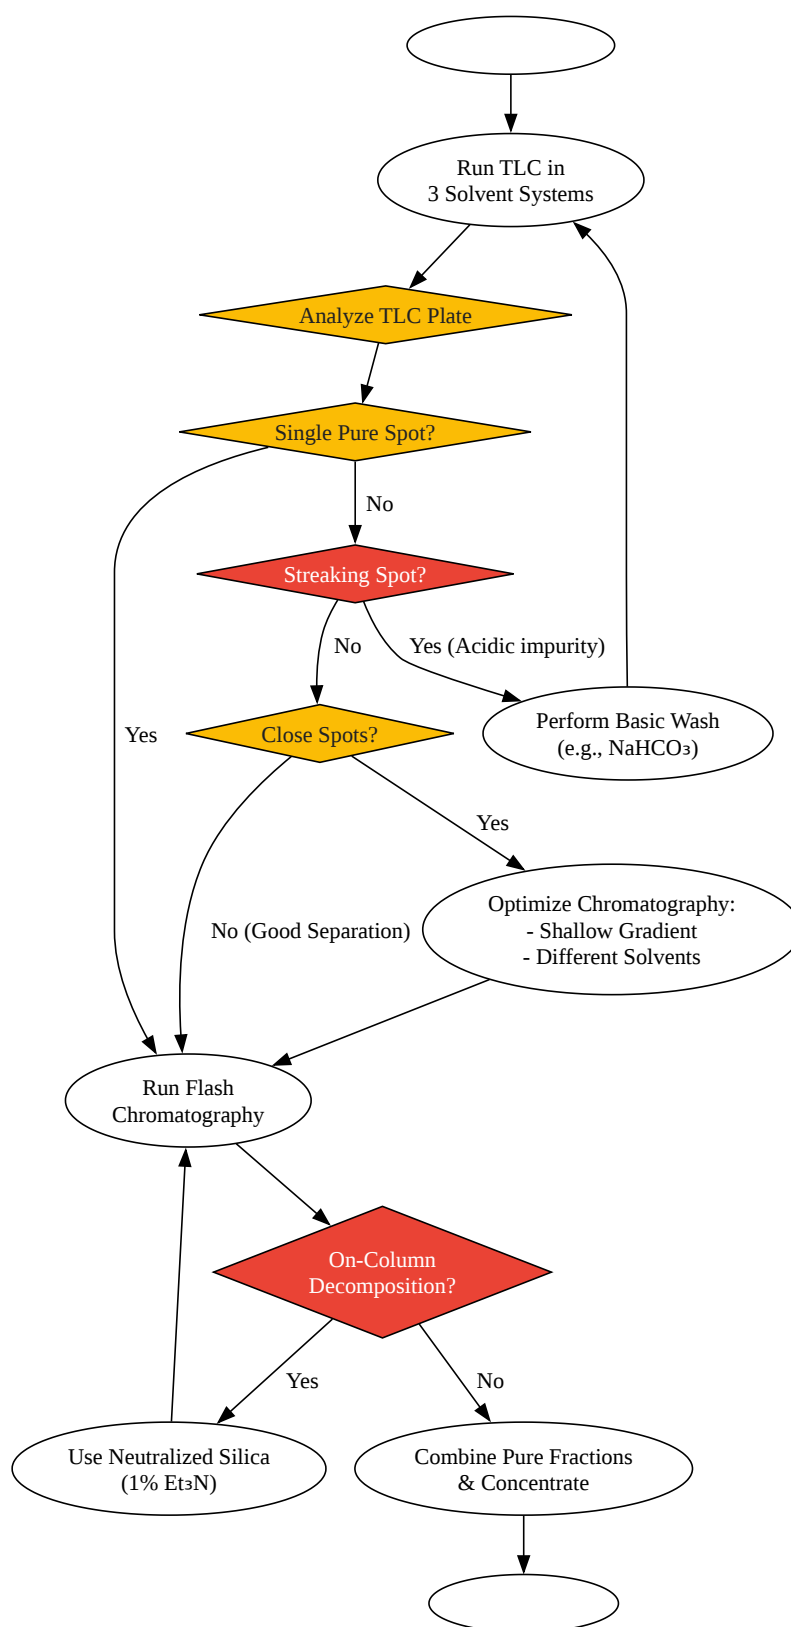 Run TLC in
3 Solvent Systems
Analyze TLC Plate
Single Pure Spot?
No
Streaking Spot?
No
Yes (Acidic impurity)
Yes
Close Spots?
Perform Basic Wash
(e.g., NaHCO₃)
Yes
No (Good Separation)
Optimize Chromatography:
- Shallow Gradient
- Different Solvents
Run Flash
Chromatography
On-Column
Decomposition?
Yes
No
Use Neutralized Silica
(1% Et₃N)
Combine Pure Fractions
& Concentrate